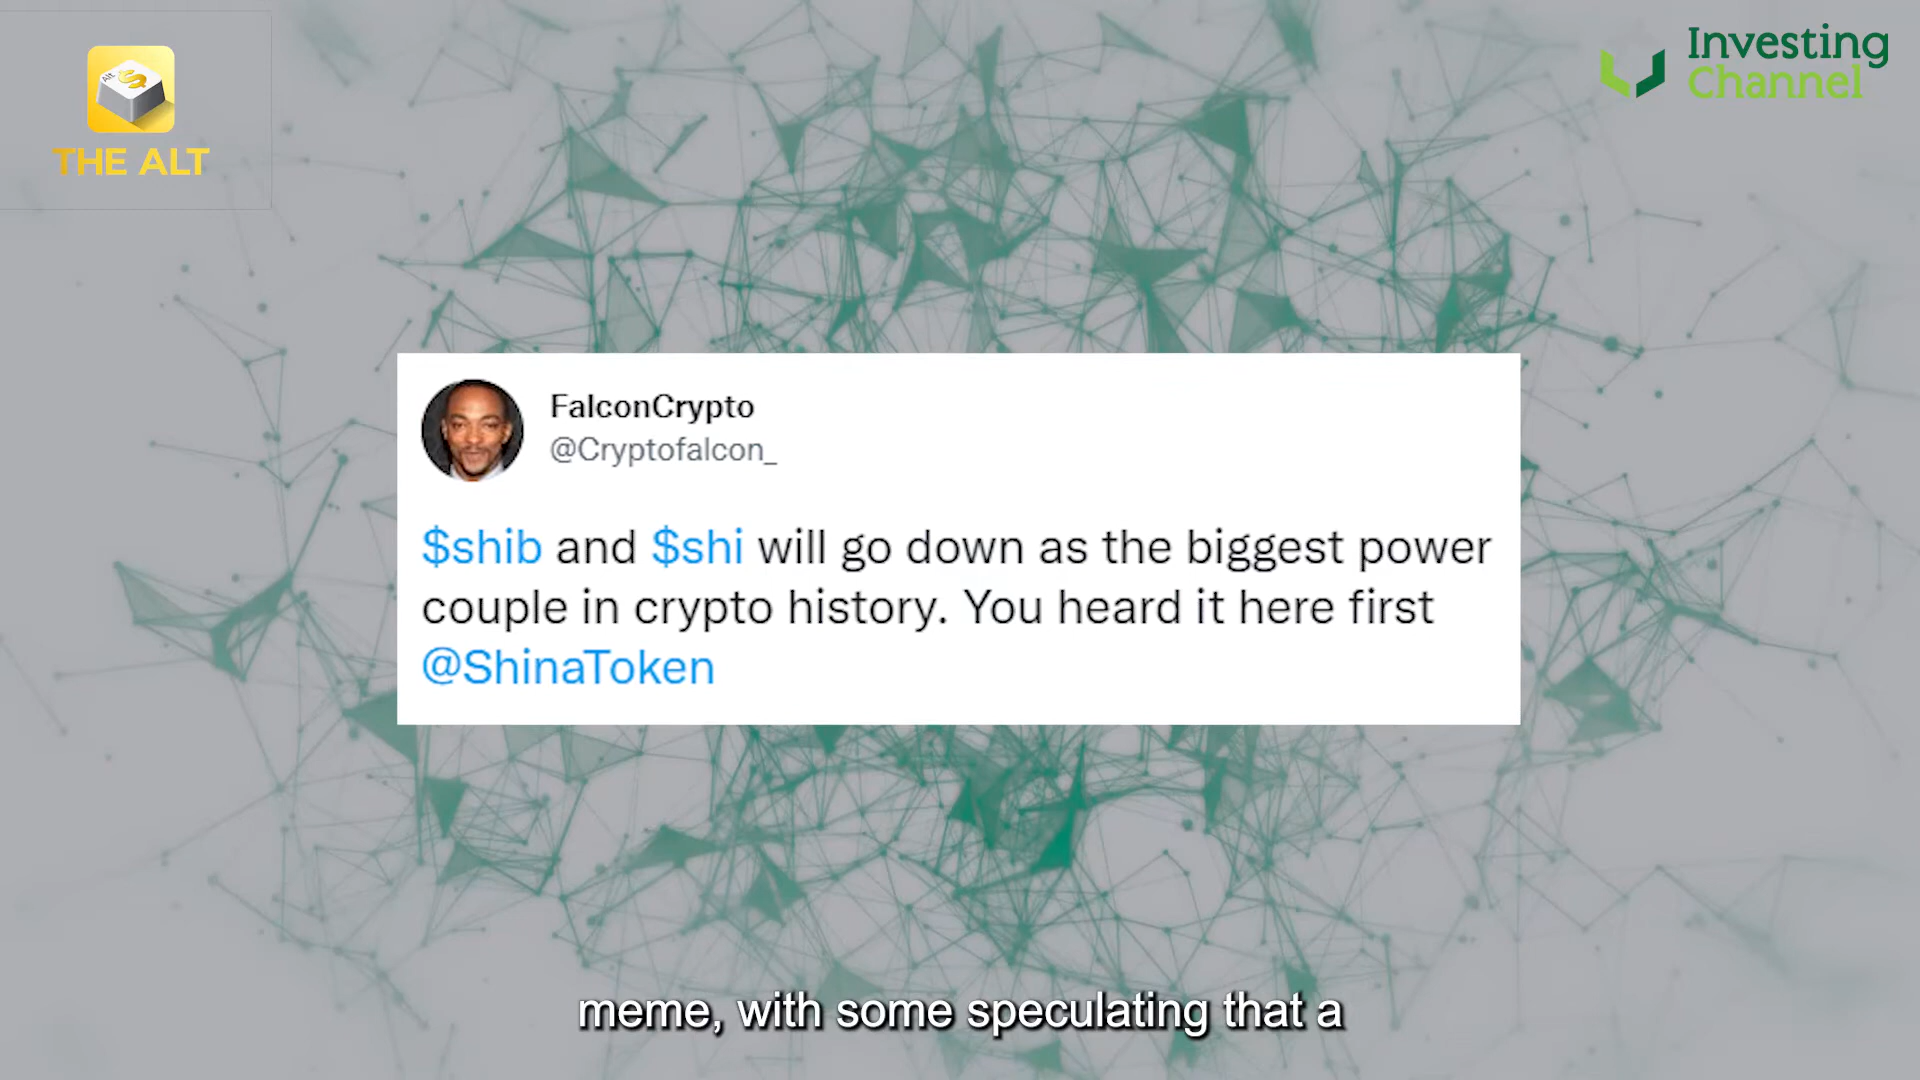 Alt $
THE ALT
Investing
Channel
FalconCrypto
@Cryptofalcon_
$shib and $shi will go down as the biggest power
couple in crypto history. You heard it here first
@ShinaToken
meme, with some speculating that a